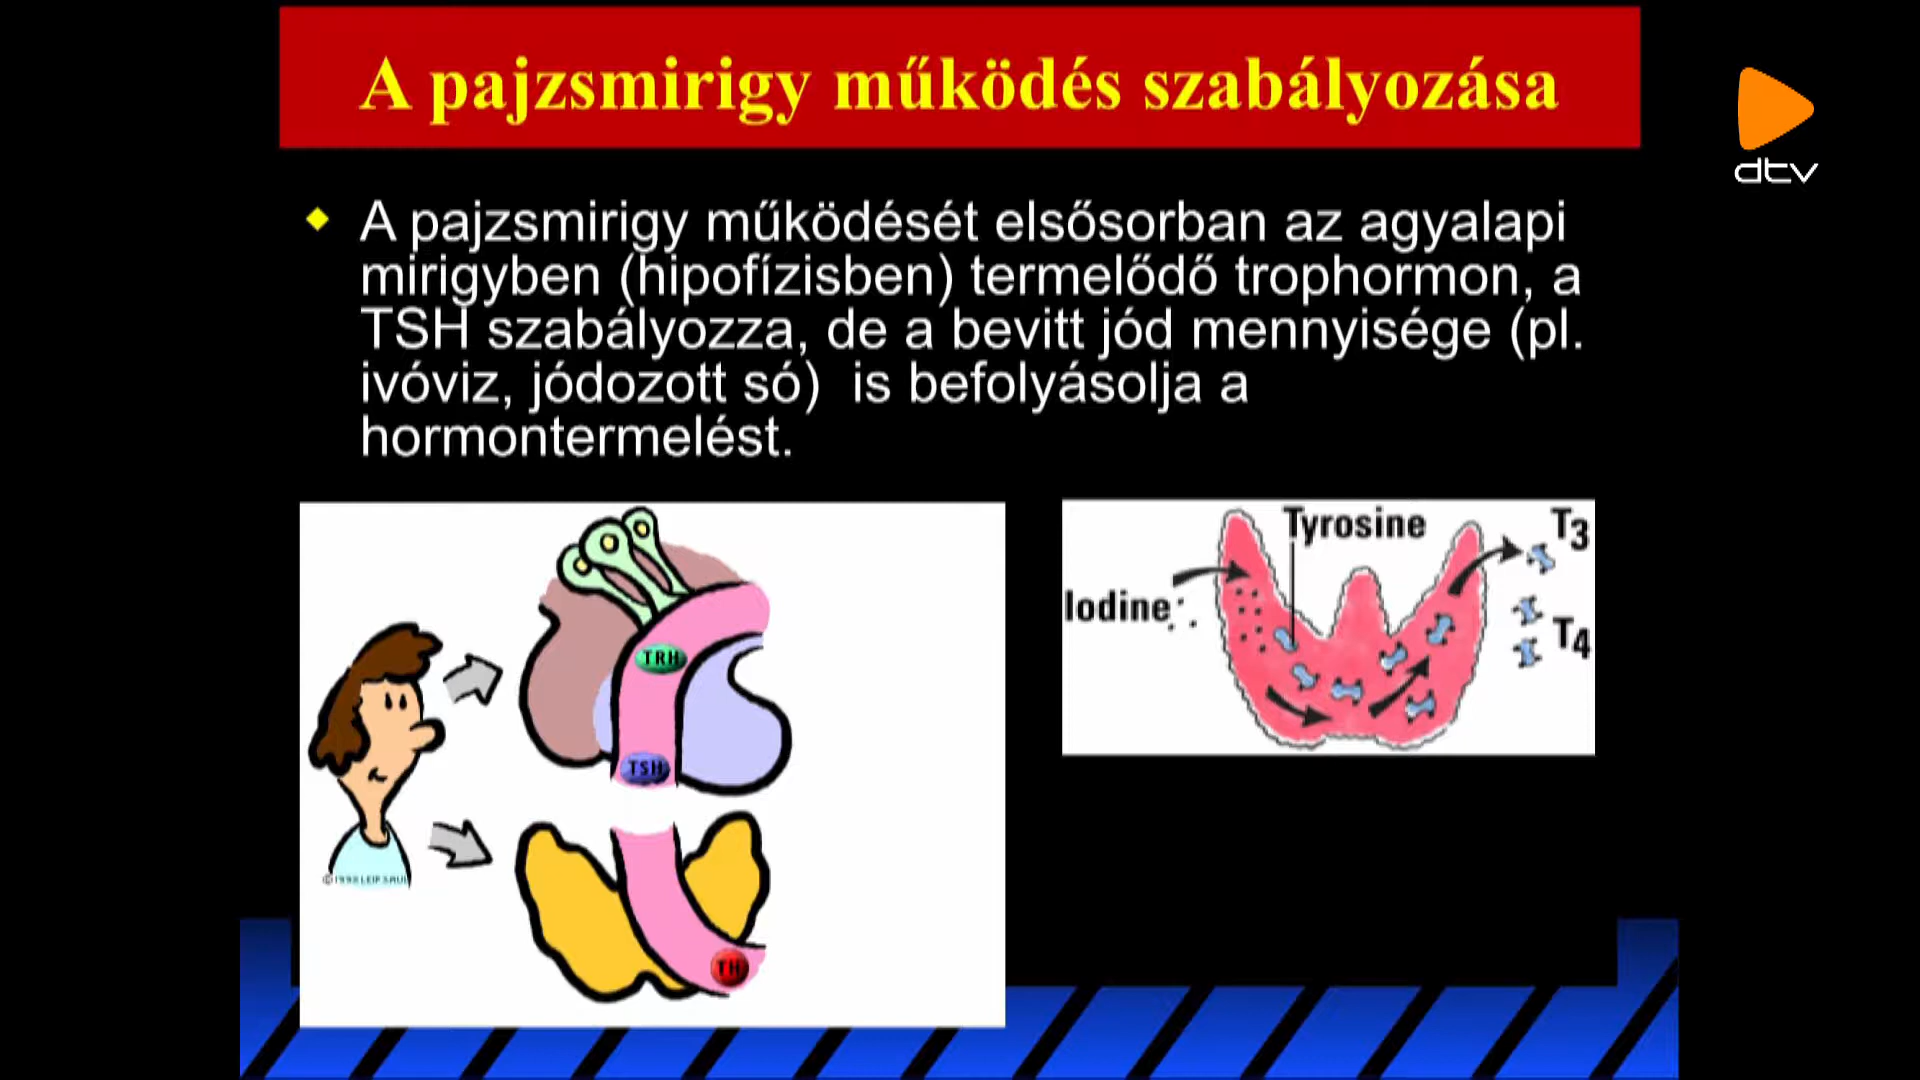 A pajzsmirigy működés szabályozása
dtv
A pajzsmirigy működését elsősorban az agyalapi
mirigyben (hipofízisben) termelődő trophormon, a
TSH szabályozza, de a bevitt jód mennyisége (pl.
ivóviz, jódozott só)  is befolyásolja a
hormontermelést.
TRH
TSH
TH
Tyrosine
T3
Iodine
T4